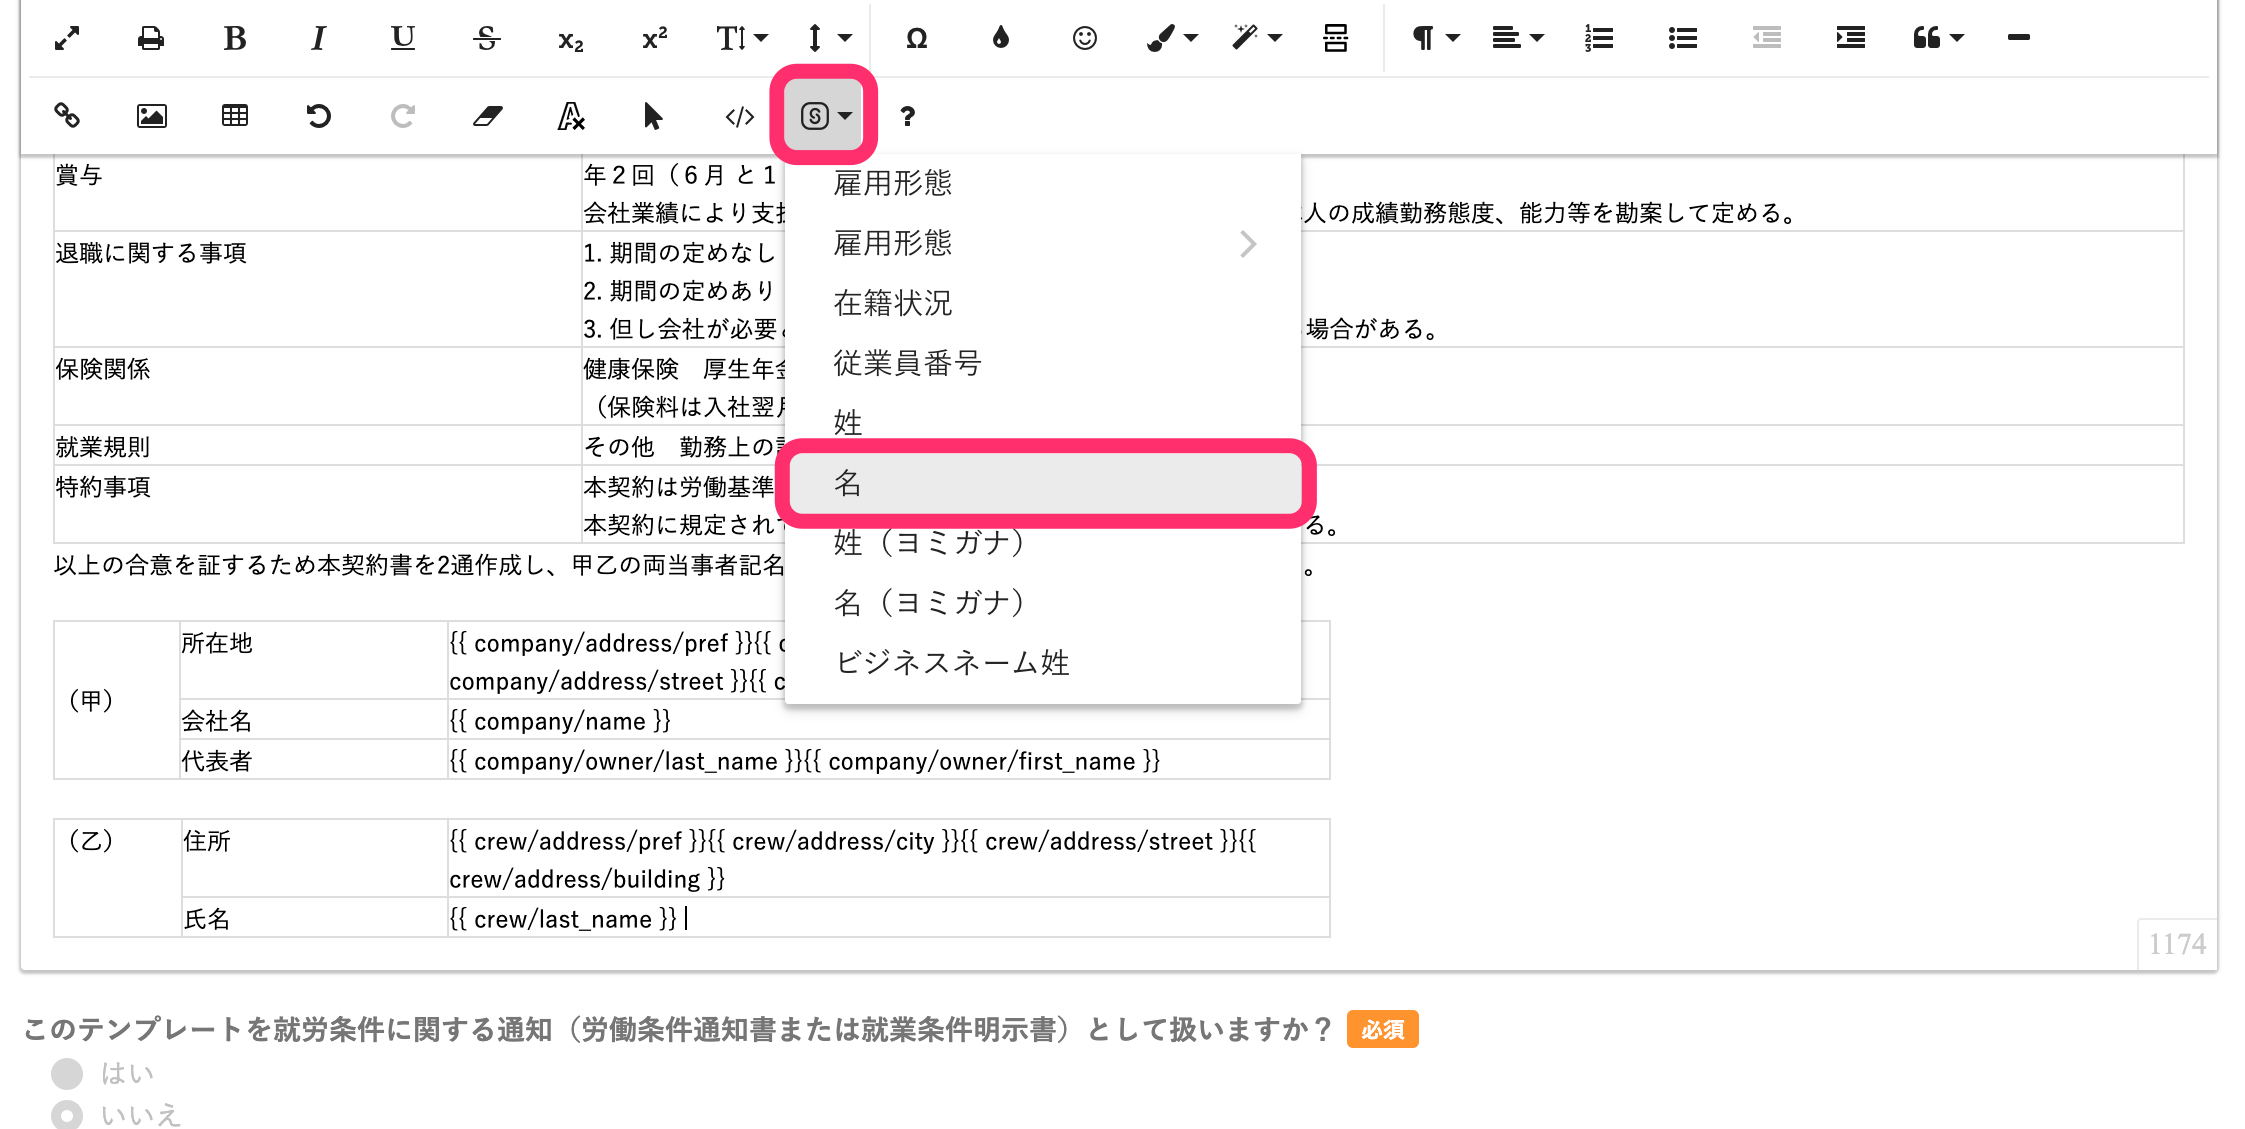 B I U S x₂ x² T Ω ¶
</> S ?
賞与
年２回（６月 と１
会社業績により支
人の成績勤務態度、能力等を勘案して定める。
退職に関する事項
1. 期間の定めなし
2. 期間の定めあり
3. 但し会社が必要
場合がある。
保険関係
健康保険　厚生年
（保険料は入社翌
就業規則
その他　勤務上の
特約事項
本契約は労働基準
本契約に規定され
る。
以上の合意を証するため本契約書を2通作成し、甲乙の両当事者記名
。
雇用形態
雇用形態
在籍状況
従業員番号
姓
名
姓（ヨミガナ）
名（ヨミガナ）
ビジネスネーム姓
（甲）
所在地
{{ company/address/pref }}{{
company/address/street }}{{
会社名
{{ company/name }}
代表者
{{ company/owner/last_name }}{{ company/owner/first_name }}
（乙）
住所
{{ crew/address/pref }}{{ crew/address/city }}{{ crew/address/street }}{{
crew/address/building }}
氏名
{{ crew/last_name }}
1174
このテンプレートを就労条件に関する通知（労働条件通知書または就業条件明示書）として扱いますか？ 必須
はい
いいえ